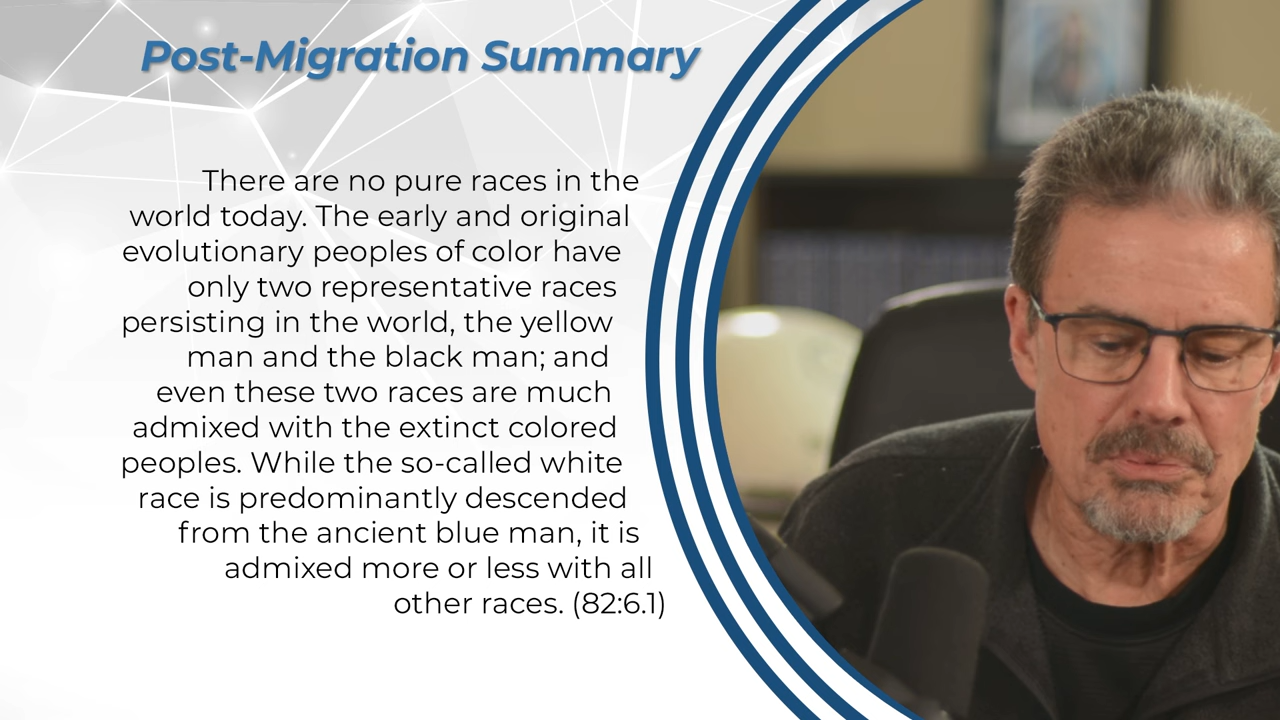 Post-Migration Summary
There are no pure races in the
world today. The early and original
evolutionary peoples of color have
only two representative races
persisting in the world, the yellow
man and the black man; and
even these two races are much
admixed with the extinct colored
peoples. While the so-called white
race is predominantly descended
from the ancient blue man, it is
admixed more or less with all
other races. (82:6.1)